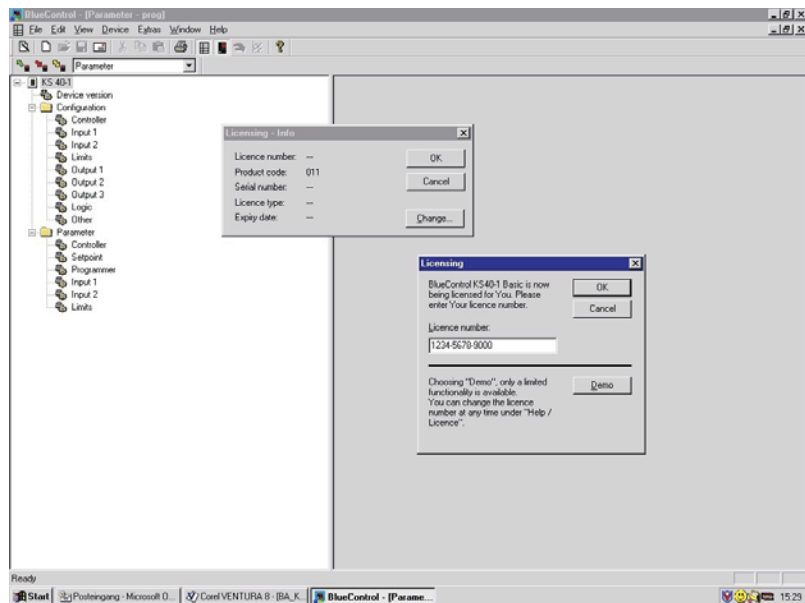 BlueControl - [Parameter - prog]
File Edit View Device Extras Window Help
Parameter
KS 40-1
Device version
Configuration
Controller
Input 1
Input 2
Limits
Output 1
Output 2
Output 3
Logic
Other
Parameter
Controller
Setpoint
Programmer
Input 1
Input 2
Limits
Licensing - Info
Licence number: --
Product code: 011
Serial number: --
Licence type: --
Expiry date: --
OK
Cancel
Change...
Licensing
BlueControl KS40-1 Basic is now
being licensed for You. Please
enter Your licence number.
OK
Cancel
Licence number:
1234-5678-9000
Choosing "Demo", only a limited
functionality is available.
You can change the licence
number at any time under "Help /
Licence".
Demo
Ready
Start Posteingang - Microsoft O... Corel VENTURA 8 - [BA_K... BlueControl - [Parame... 15:29